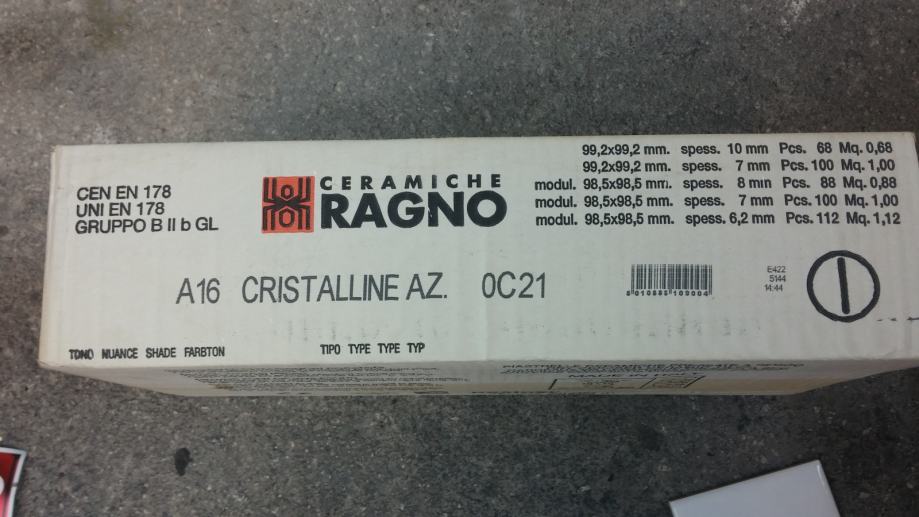 CEN EN 178
UNI EN 178
GRUPPO B II b GL
CERAMICHE
RAGNO
99,2x99,2 mm. spess. 10 mm Pcs. 68 Mq. 0,68
99,2x99,2 mm. spess. 7 mm Pcs. 100 Mq. 1,00
modul. 98,5x98,5 mm. spess. 8 mm Pcs. 88 Mq. 0,88
modul. 98,5x98,5 mm. spess. 7 mm Pcs. 100 Mq. 1,00
modul. 98,5x98,5 mm. spess. 6,2 mm Pcs. 112 Mq. 1,12
A16 CRISTALLINE AZ. 0C21
E422
5144
14:44
TONO NUANCE SHADE FARBTON
TIPO TYPE TYPE TYP